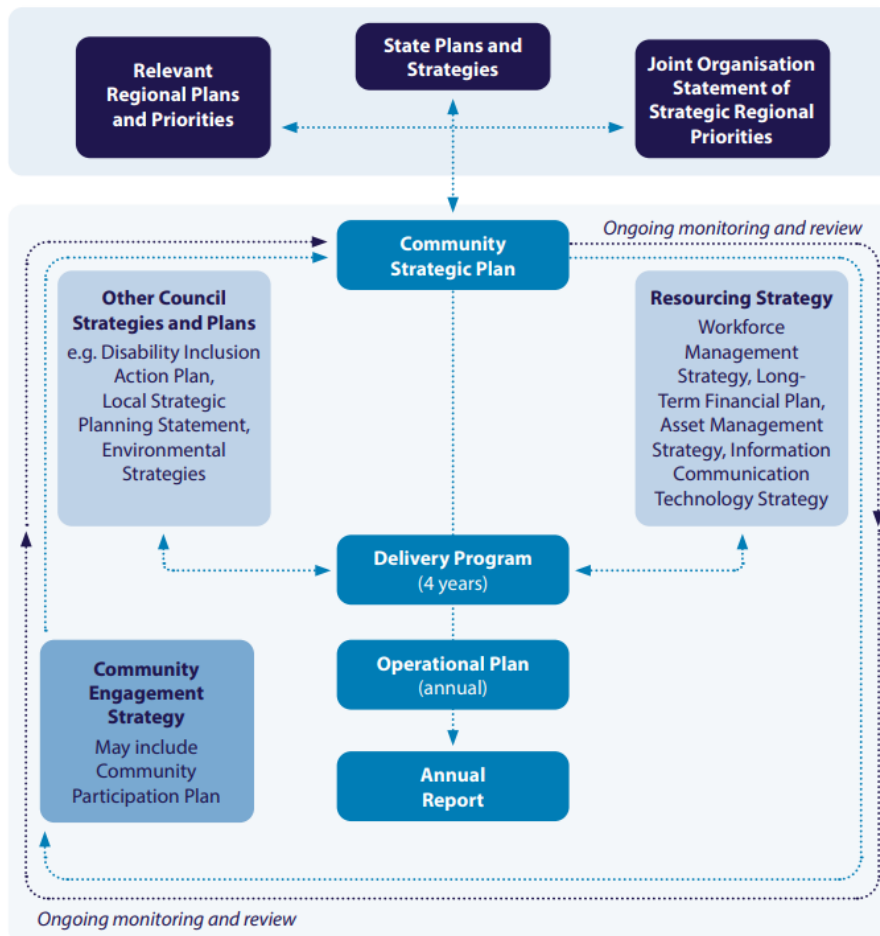 Relevant
Regional Plans
and Priorities
State Plans and
Strategies
Joint Organisation
Statement of
Strategic Regional
Priorities
Community
Strategic Plan
Ongoing monitoring and review
Other Council
Strategies and Plans
e.g. Disability Inclusion
Action Plan,
Local Strategic
Planning Statement,
Environmental
Strategies
Resourcing Strategy
Workforce
Management
Strategy, Long-
Term Financial Plan,
Asset Management
Strategy, Information
Communication
Technology Strategy
Delivery Program
(4 years)
Operational Plan
(annual)
Community
Engagement
Strategy
May include
Community
Participation Plan
Annual
Report
Ongoing monitoring and review